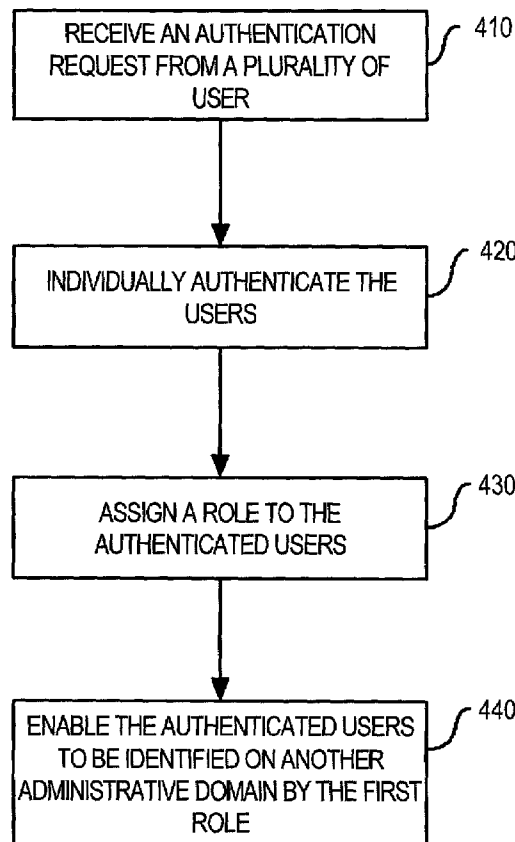 RECEIVE AN AUTHENTICATION
REQUEST FROM A PLURALITY OF
USER
410
INDIVIDUALLY AUTHENTICATE THE
USERS
420
ASSIGN A ROLE TO THE
AUTHENTICATED USERS
430
ENABLE THE AUTHENTICATED USERS
TO BE IDENTIFIED ON ANOTHER
ADMINISTRATIVE DOMAIN BY THE FIRST
ROLE
440